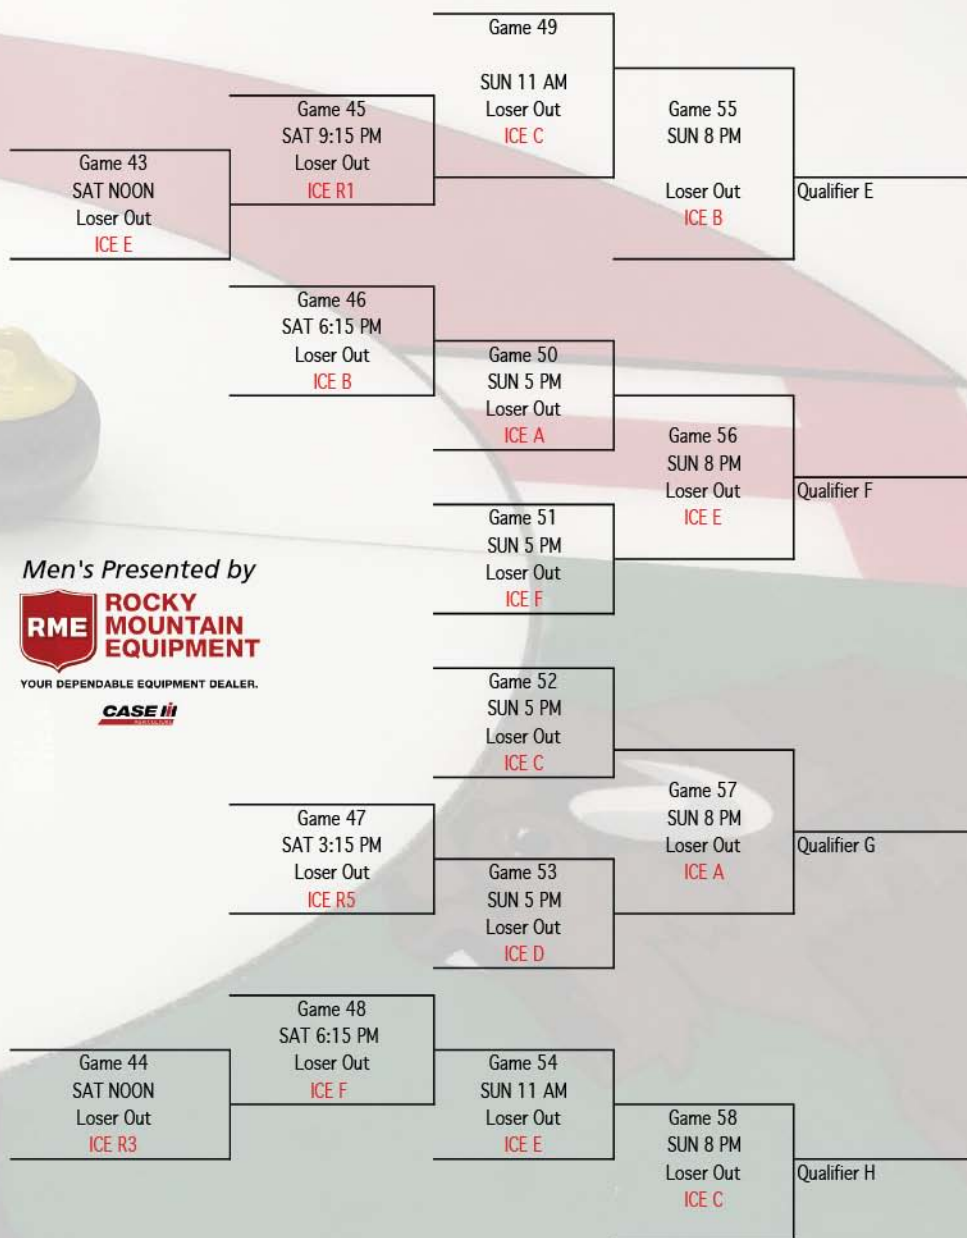 Game 49
SUN 11 AM
Loser Out
ICE C
Game 45
SAT 9:15 PM
Loser Out
ICE R1
Game 55
SUN 8 PM
Loser Out
ICE B
Game 43
SAT NOON
Loser Out
ICE E
Qualifier E
Game 46
SAT 6:15 PM
Loser Out
ICE B
Game 50
SUN 5 PM
Loser Out
ICE A
Game 56
SUN 8 PM
Loser Out
ICE E
Qualifier F
Game 51
SUN 5 PM
Loser Out
ICE F
Men's Presented by
RME
ROCKY
MOUNTAIN
EQUIPMENT
YOUR DEPENDABLE EQUIPMENT DEALER.
CASE IH
AGRICULTURE
Game 52
SUN 5 PM
Loser Out
ICE C
Game 57
SUN 8 PM
Loser Out
ICE A
Qualifier G
Game 47
SAT 3:15 PM
Loser Out
ICE R5
Game 53
SUN 5 PM
Loser Out
ICE D
Game 48
SAT 6:15 PM
Loser Out
ICE F
Game 44
SAT NOON
Loser Out
ICE R3
Game 54
SUN 11 AM
Loser Out
ICE E
Game 58
SUN 8 PM
Loser Out
ICE C
Qualifier H